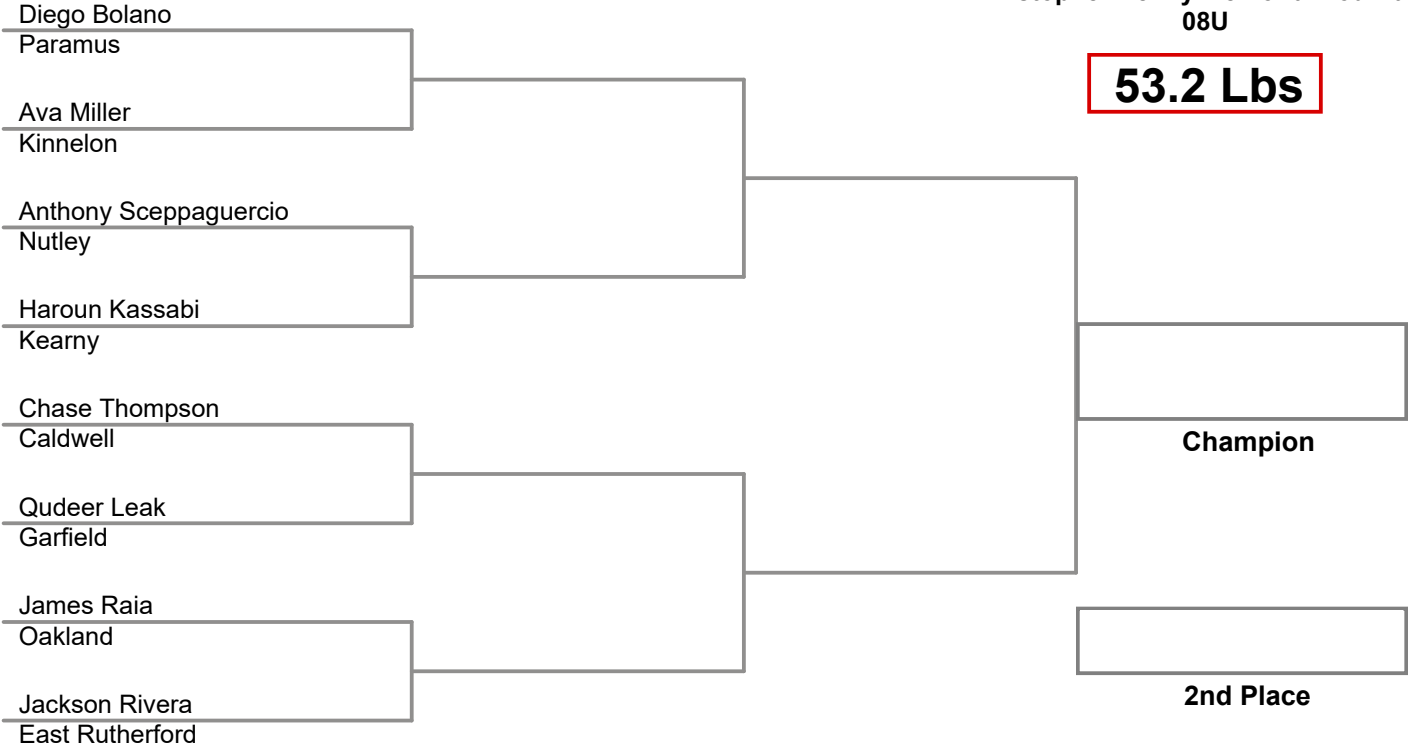 Diego Bolano
Paramus
Ava Miller
Kinnelon
Anthony Sceppaguercio
Nutley
Haroun Kassabi
Kearny
Chase Thompson
Caldwell
Qudeer Leak
Garfield
James Raia
Oakland
Jackson Rivera
East Rutherford
08U
53.2 Lbs
Champion
2nd Place